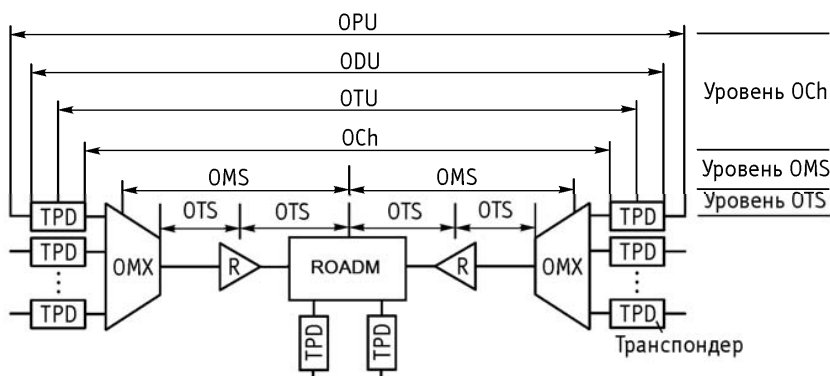 OPU
ODU
Уровень OCh
OTU
OCh
OMS
OMS
Уровень OMS
OTS
OTS
OTS
OTS
Уровень OTS
TPD
TPD
TPD
TPD
OMX
R
ROADM
R
OMX
TPD
TPD
TPD
TPD
Транспондер